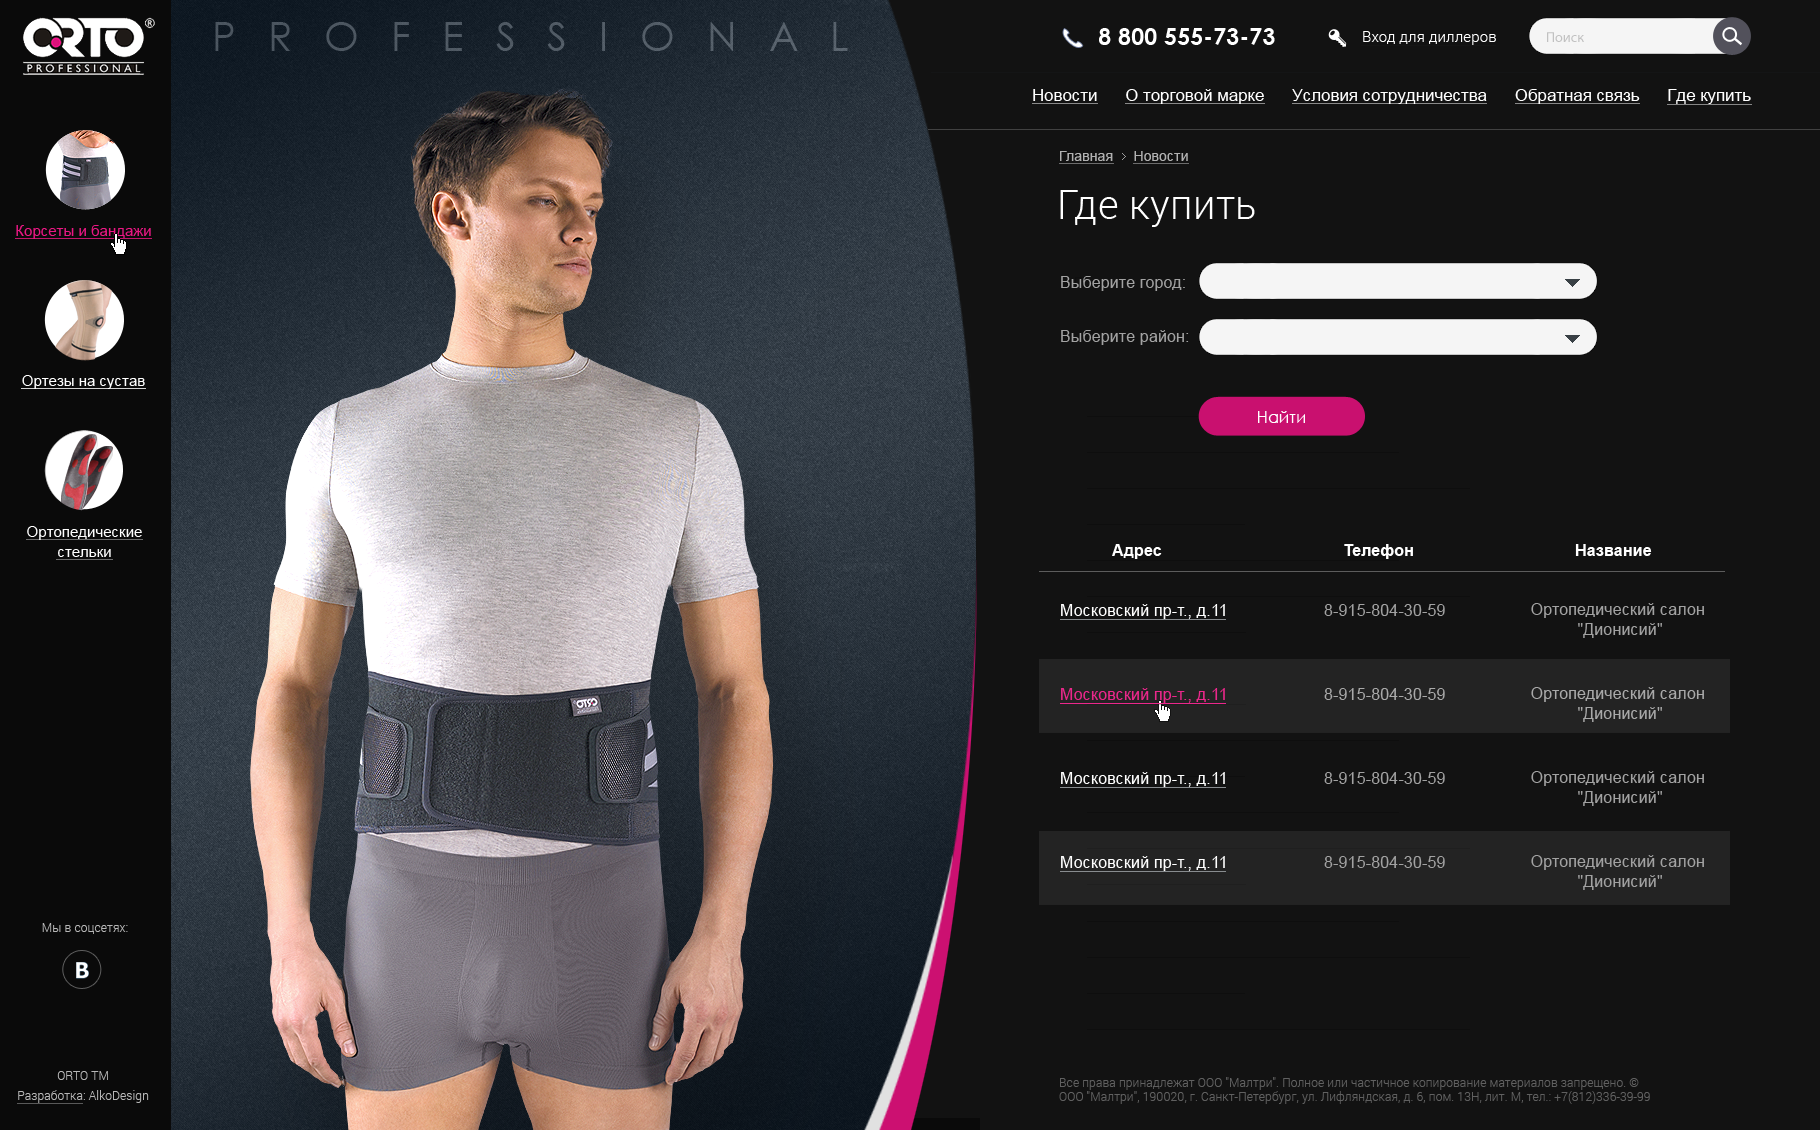 ORTO®
PROFESSIONAL
PROFESSIONAL
8 800 555-73-73
Вход для диллеров
Поиск
Новости
О торговой марке
Условия сотрудничества
Обратная связь
Где купить
Корсеты и бандажи
Ортезы на сустав
Ортопедические
стельки
Мы в соцсетях:
B
ORTO TM
Разработка: AlkoDesign
Главная > Новости
Где купить
Выберите город:
Выберите район:
Найти
Адрес Телефон Название
Московский пр-т., д.11 8-915-804-30-59 Ортопедический салон
"Дионисий"
Московский пр-т., д.11 8-915-804-30-59 Ортопедический салон
"Дионисий"
Московский пр-т., д.11 8-915-804-30-59 Ортопедический салон
"Дионисий"
Московский пр-т., д.11 8-915-804-30-59 Ортопедический салон
"Дионисий"
ORTO
Все права принадлежат ООО "Малтри". Полное или частичное копирование материалов запрещено. ©
ООО "Малтри", 190020, г. Санкт-Петербург, ул. Лифляндская, д. 6, пом. 13Н, лит. М, тел.: +7(812)336-39-99